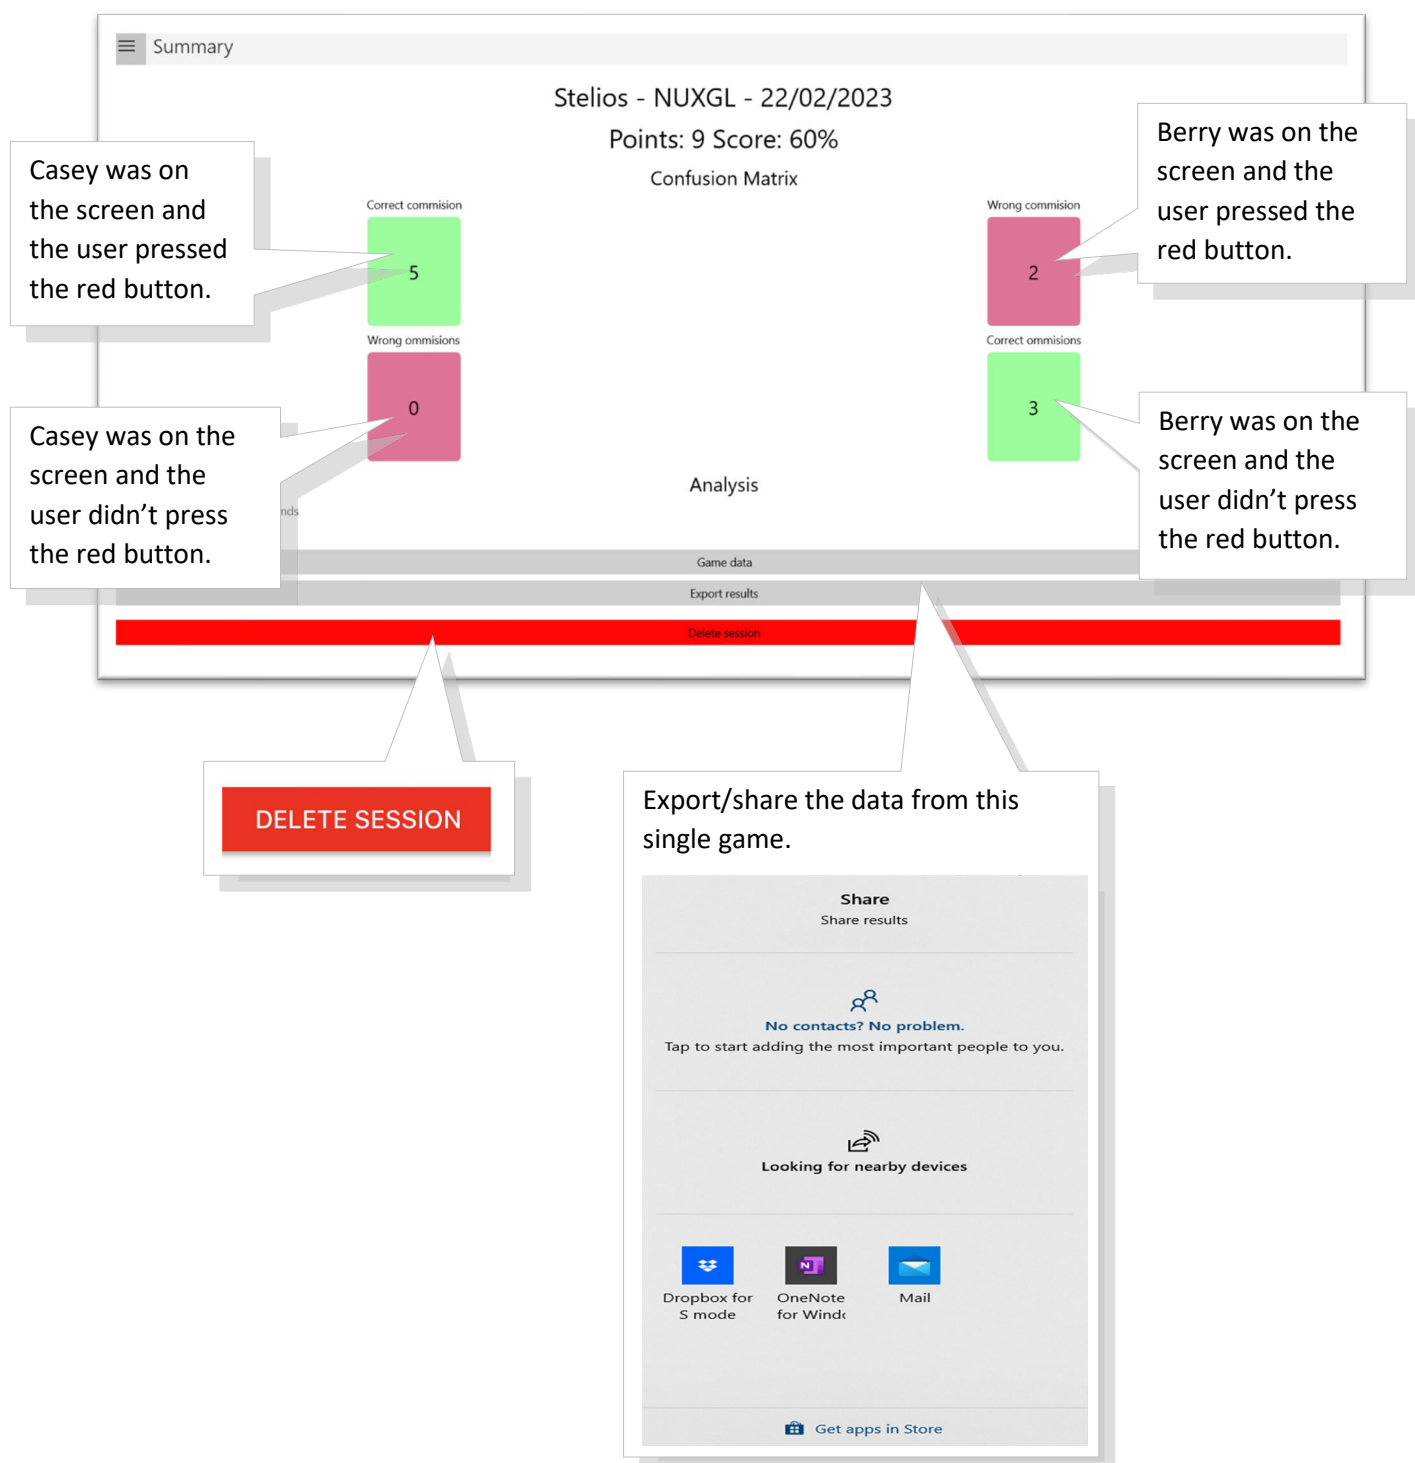 Summary
Stelios - NUXGL - 22/02/2023
Points: 9 Score: 60%
Confusion Matrix
Casey was on
the screen and
the user pressed
the red button.
Correct commision
5
Wrong commision
2
Berry was on the
screen and the
user pressed the
red button.
Wrong ommisions
0
Correct ommisions
3
Casey was on the
screen and the
user didn’t press
the red button.
Berry was on the
screen and the
user didn’t press
the red button.
Analysis
nds
Game data
Export results
Delete session
DELETE SESSION
Export/share the data from this
single game.
Share
Share results
No contacts? No problem.
Tap to start adding the most important people to you.
Looking for nearby devices
Dropbox for
S mode
OneNote
for Wind
Mail
Get apps in Store